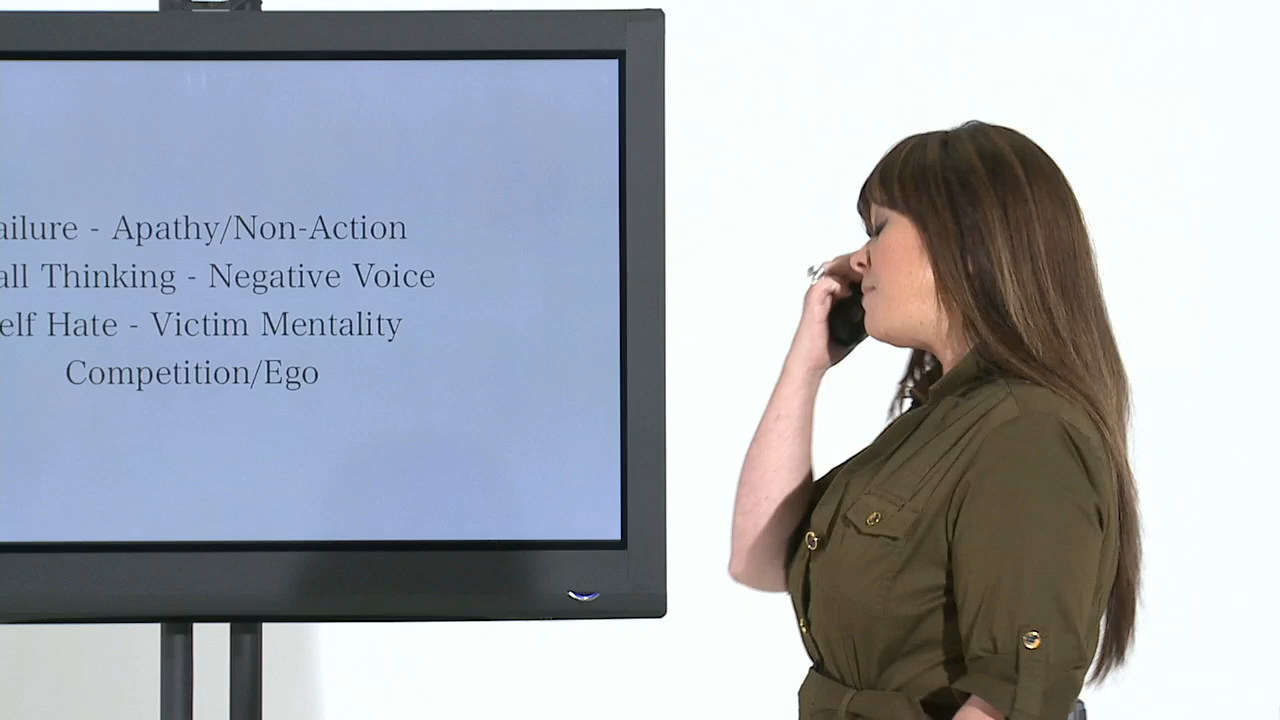 ailure - Apathy/Non-Action
all Thinking - Negative Voice
elf Hate - Victim Mentality
Competition/Ego